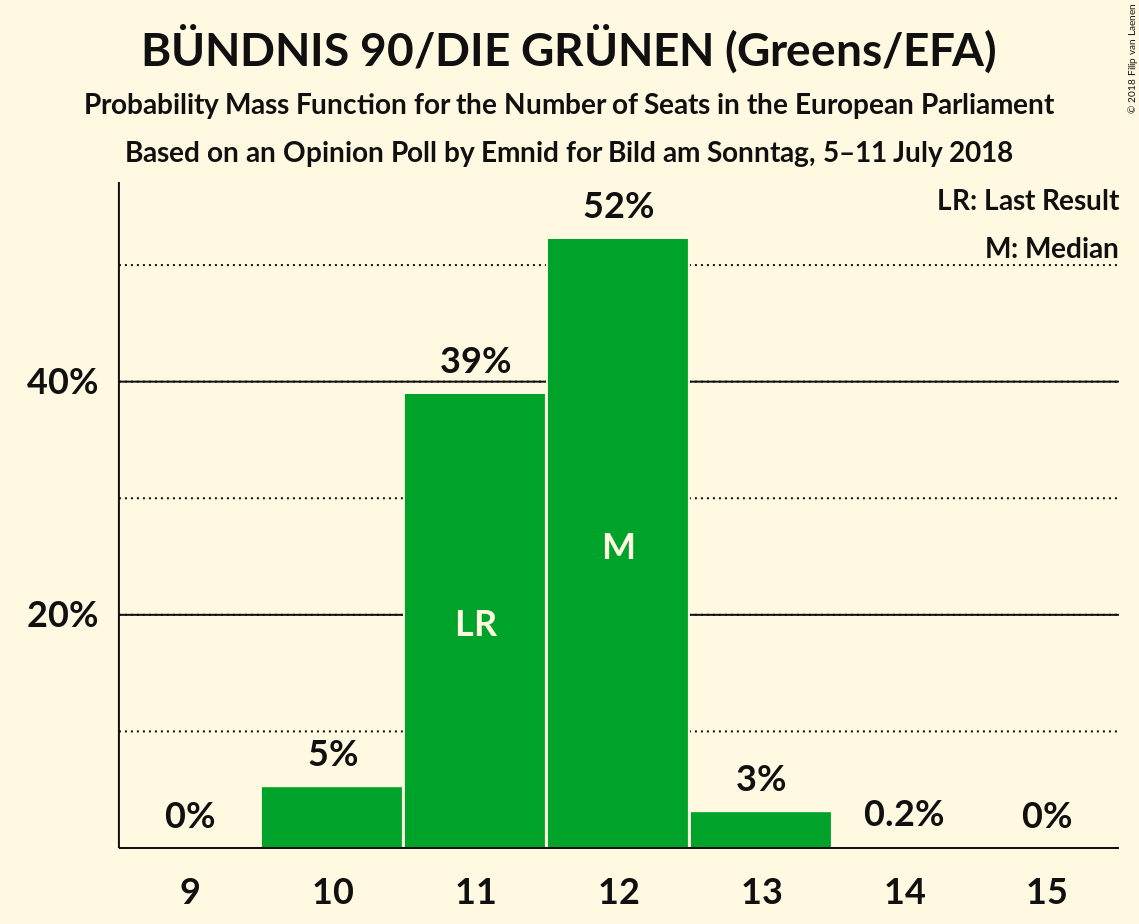 BÜNDNIS 90/DIE GRÜNEN (Greens/EFA)
Probability Mass Function for the Number of Seats in the European Parliament
Based on an Opinion Poll by Emnid for Bild am Sonntag, 5–11 July 2018
© 2018 Filip van Laenen
LR: Last Result
M: Median
52%
39%
40%
M
20%
LR
5%
3%
0%
0.2%
0%
9 10 11 12 13 14 15